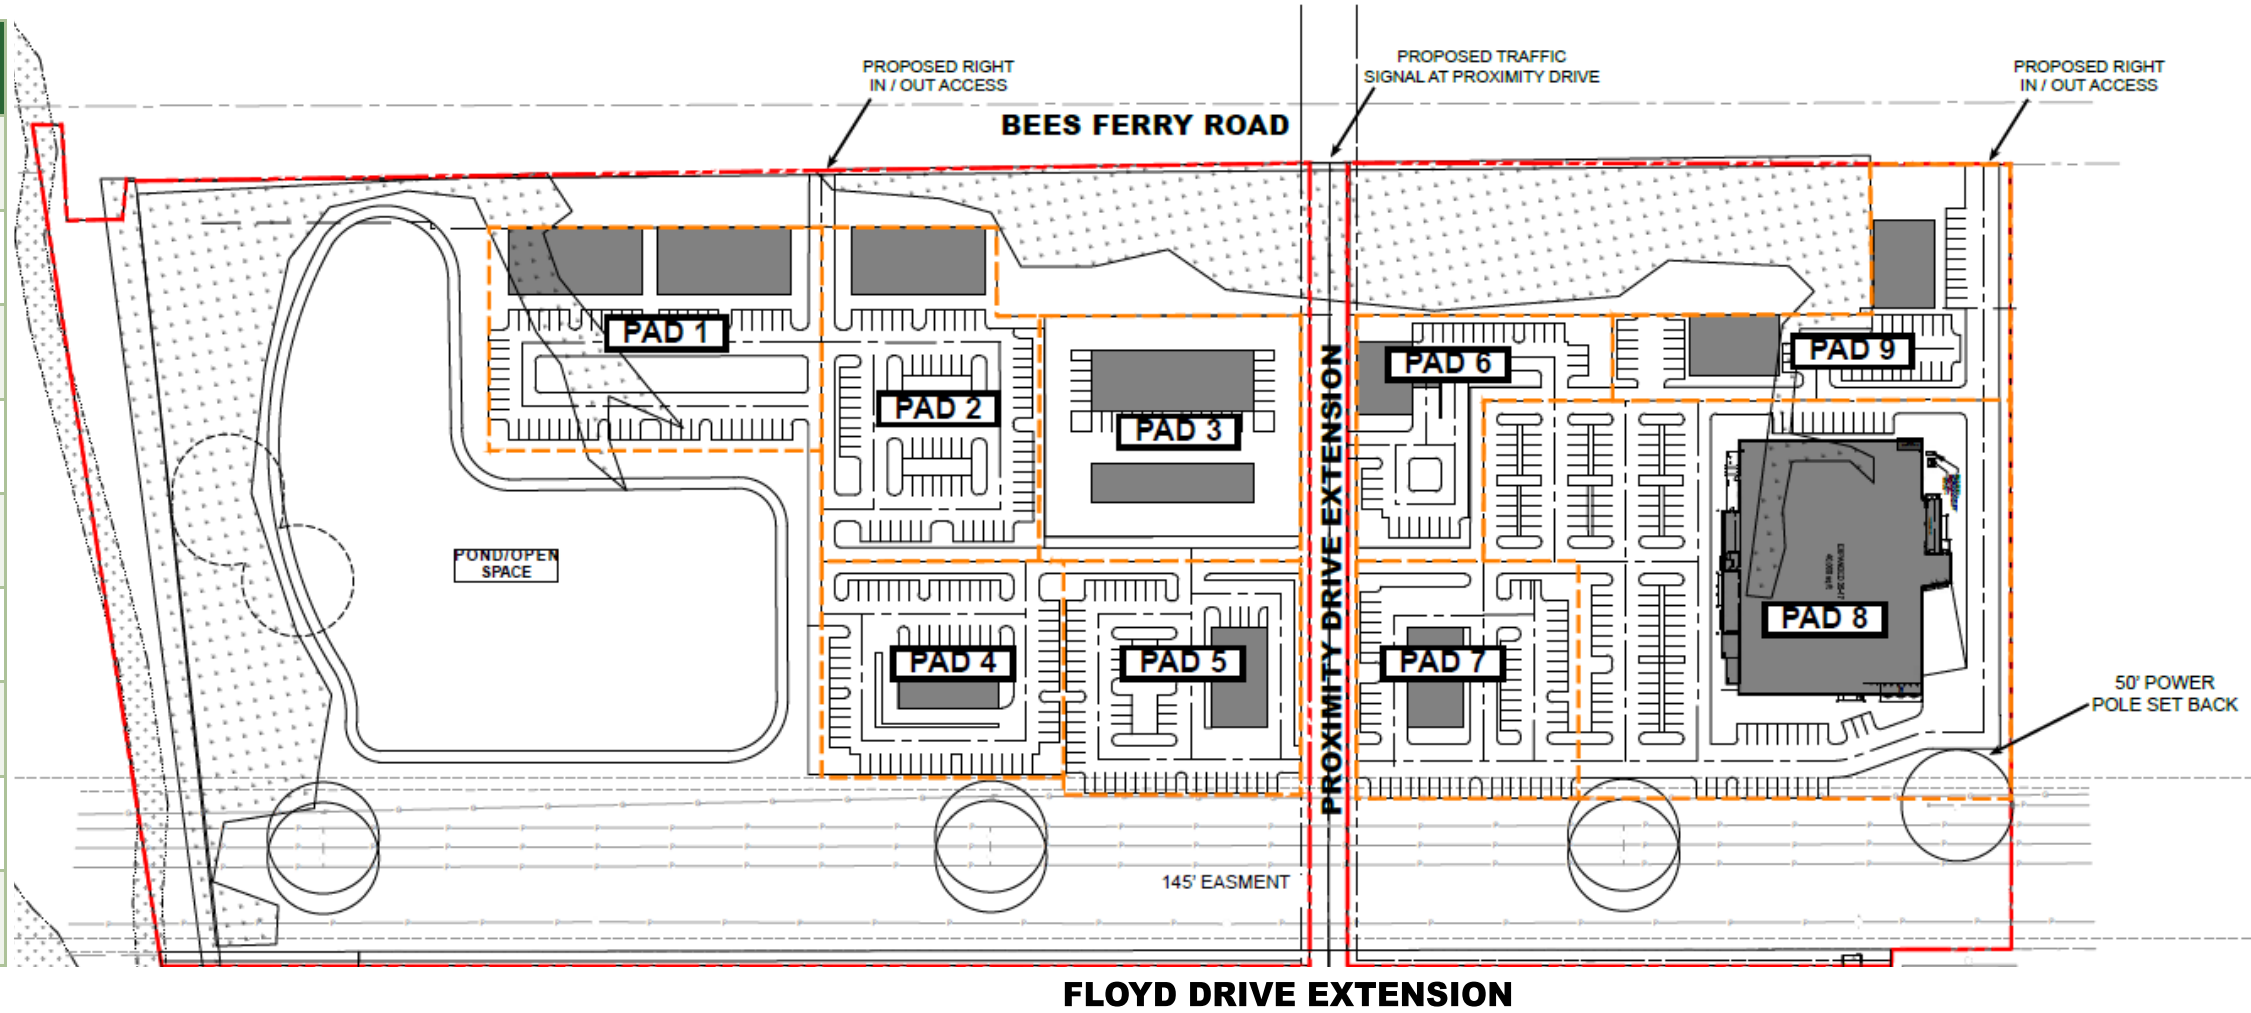 PROPOSED RIGHT
IN / OUT ACCESS
PROPOSED TRAFFIC
SIGNAL AT PROXIMITY DRIVE
PROPOSED RIGHT
IN / OUT ACCESS
BEES FERRY ROAD
PAD 1
PAD 2
PAD 3
PAD 6
PAD 9
PROXIMITY DRIVE EXTENSION
POND/OPEN
SPACE
PAD 4
PAD 5
PAD 7
PAD 8
50' POWER
POLE SET BACK
145' EASMENT
FLOYD DRIVE EXTENSION